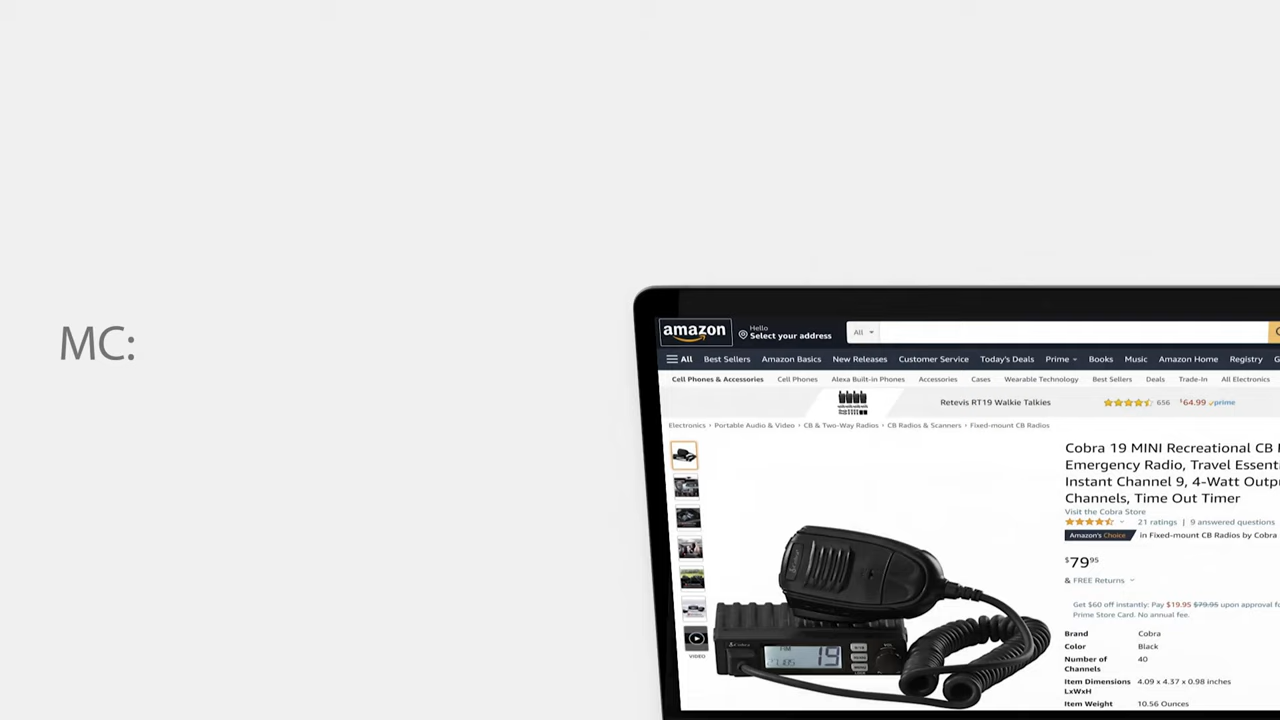 MC:
amazon
Hello
Select your address
All
All Best Sellers Amazon Basics New Releases Customer Service Today's Deals Prime Books Music Amazon Home Registry
Cell Phones & Accessories Cell Phones Alexa Built-in Phones Accessories Cases Wearable Technology Best Sellers Deals Trade-In All Electronics
Retevis RT19 Walkie Talkies 656 $64.99 prime
Electronics › Portable Audio & Video › CB & Two-Way Radios › CB Radios & Scanners › Fixed-mount CB Radios
Cobra 19 MINI Recreational CB
Emergency Radio, Travel Essenti
Instant Channel 9, 4-Watt Outp
Channels, Time Out Timer
Visit the Cobra Store
21 ratings | 9 answered questions
Amazon's Choice in Fixed-mount CB Radios by Cobra
$79 95
& FREE Returns
Get $60 off instantly: Pay $19.95 $79.95 upon approval fo
Prime Store Card. No annual fee.
Brand Cobra
Color Black
Number of 40
Channels
Item Dimensions 4.09 x 4.37 x 0.98 inches
LxWxH
Item Weight 10.56 Ounces
VIDEO
Cobra
19